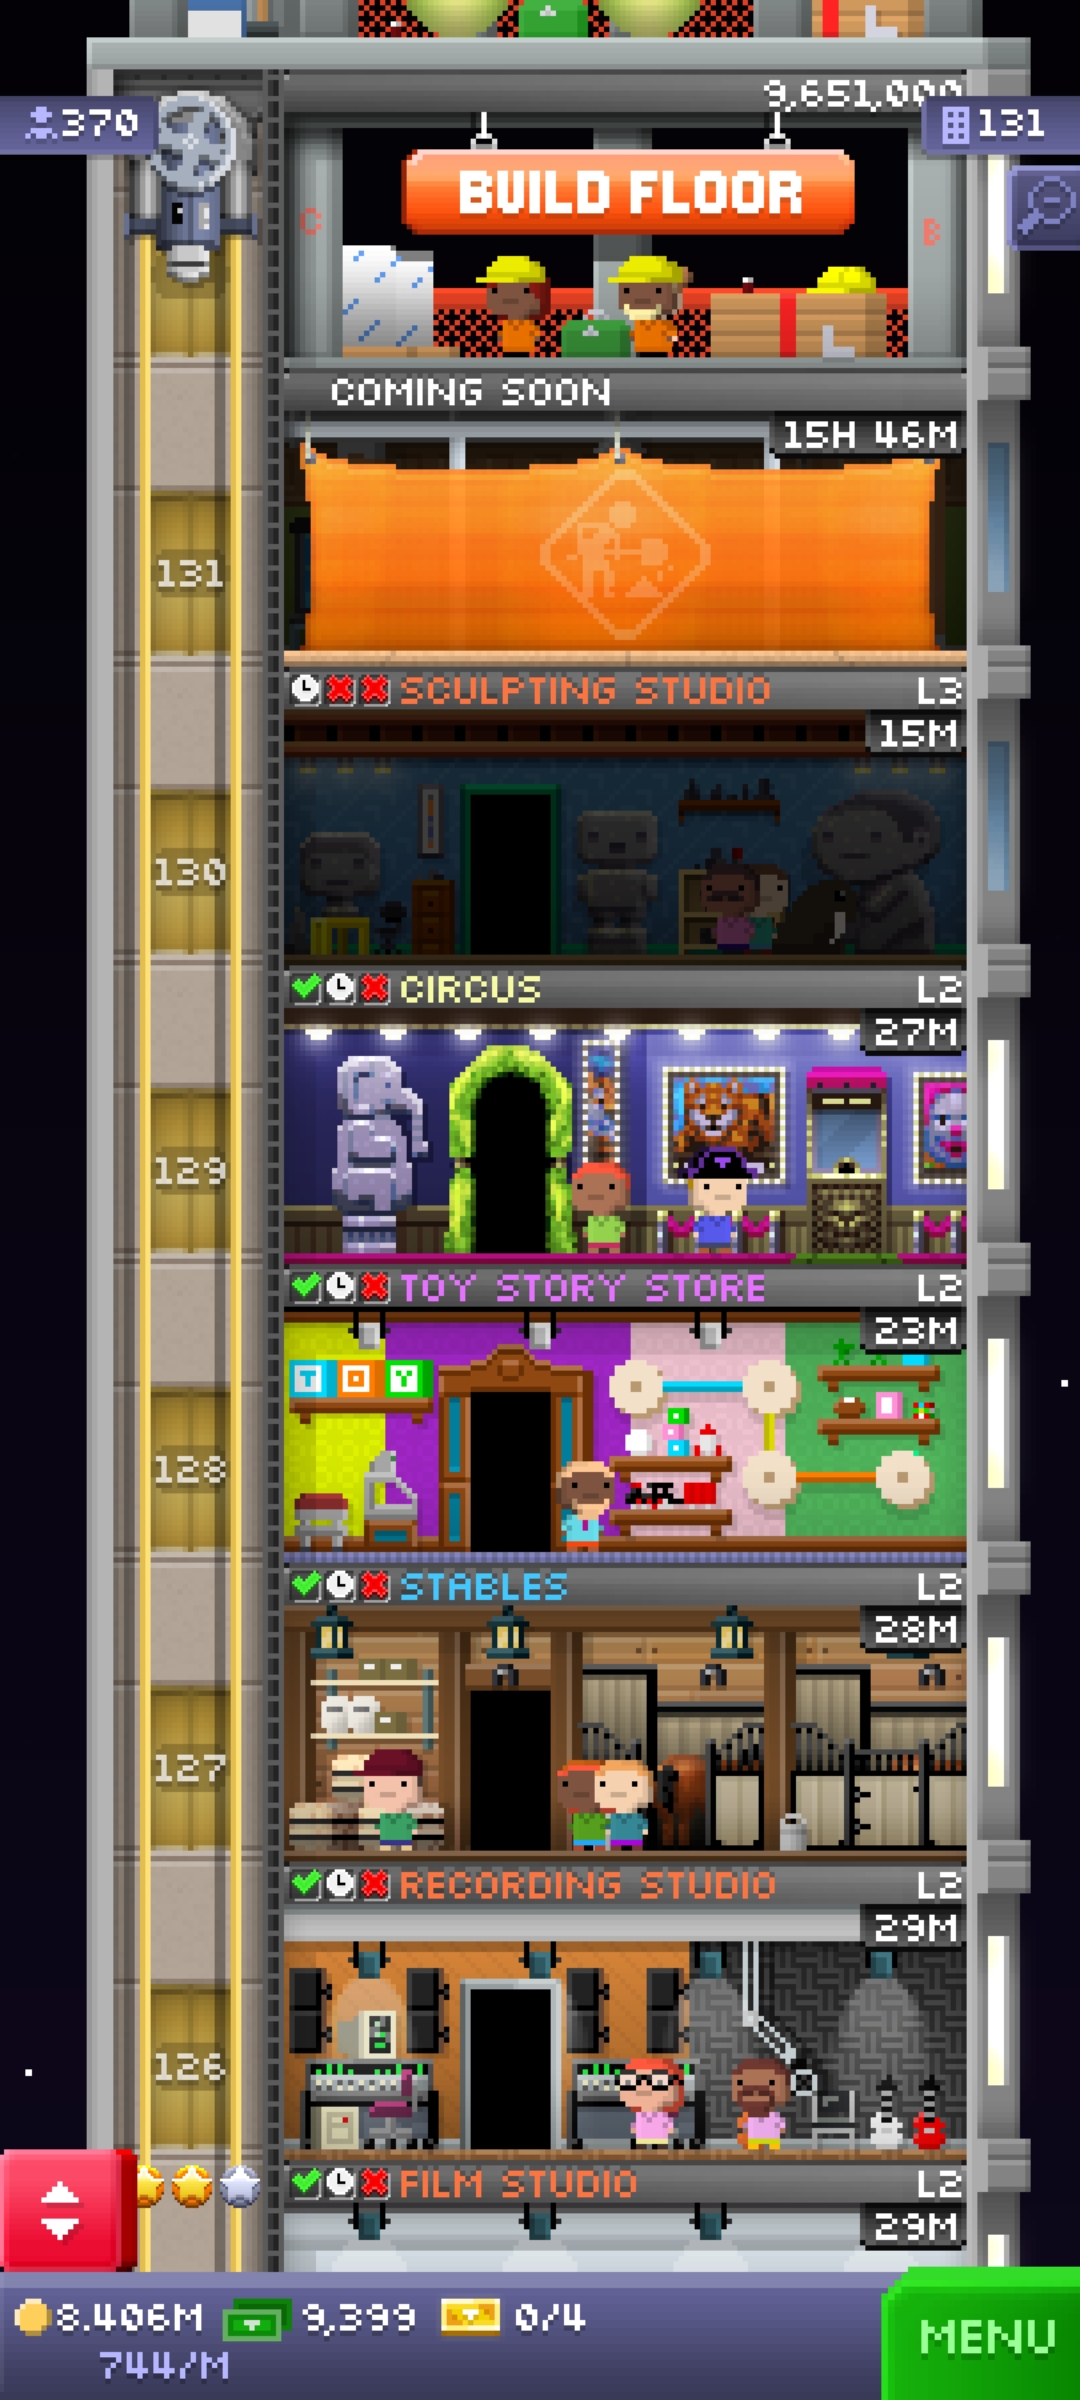 9,651,000
370
131
BUILD FLOOR
C
B
COMING SOON
15H 46M
131
SCULPTING STUDIO L3
15M
130
CIRCUS L2
27M
129
TOY STORY STORE L2
23M
T O Y
128
STABLES L2
28M
127
RECORDING STUDIO L2
29M
126
FILM STUDIO L2
29M
8.406M 9,399 0/4
744/M
MENU